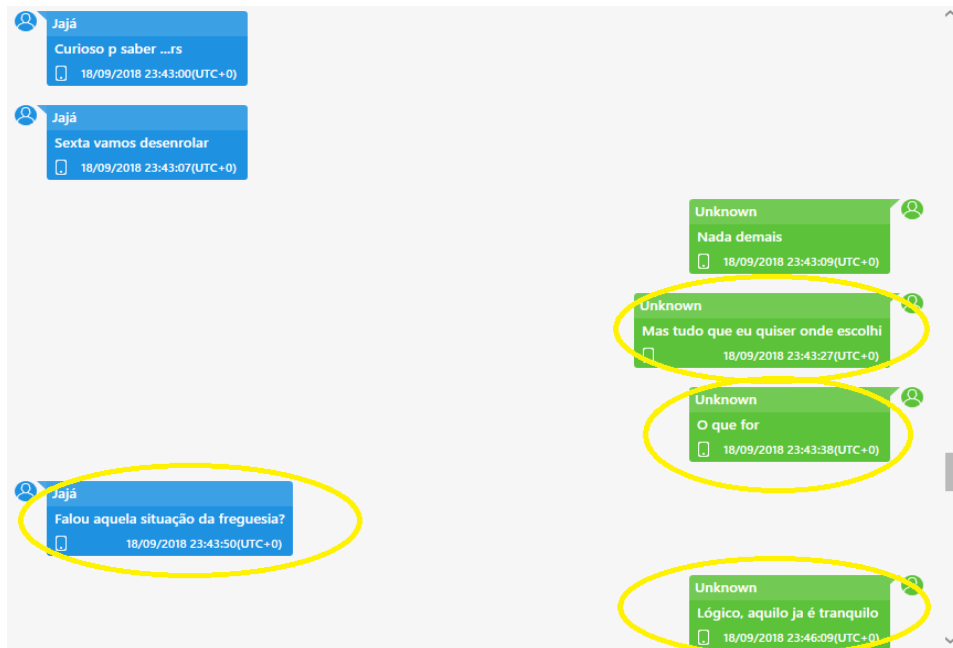 Jajá
Curioso p saber ...rs
18/09/2018 23:43:00(UTC+0)
Jajá
Sexta vamos desenrolar
18/09/2018 23:43:07(UTC+0)
Unknown
Nada demais
18/09/2018 23:43:09(UTC+0)
Unknown
Mas tudo que eu quiser onde escolhi
18/09/2018 23:43:27(UTC+0)
Unknown
O que for
18/09/2018 23:43:38(UTC+0)
Jajá
Falou aquela situação da freguesia?
18/09/2018 23:43:50(UTC+0)
Unknown
Lógico, aquilo ja é tranquilo
18/09/2018 23:46:09(UTC+0)